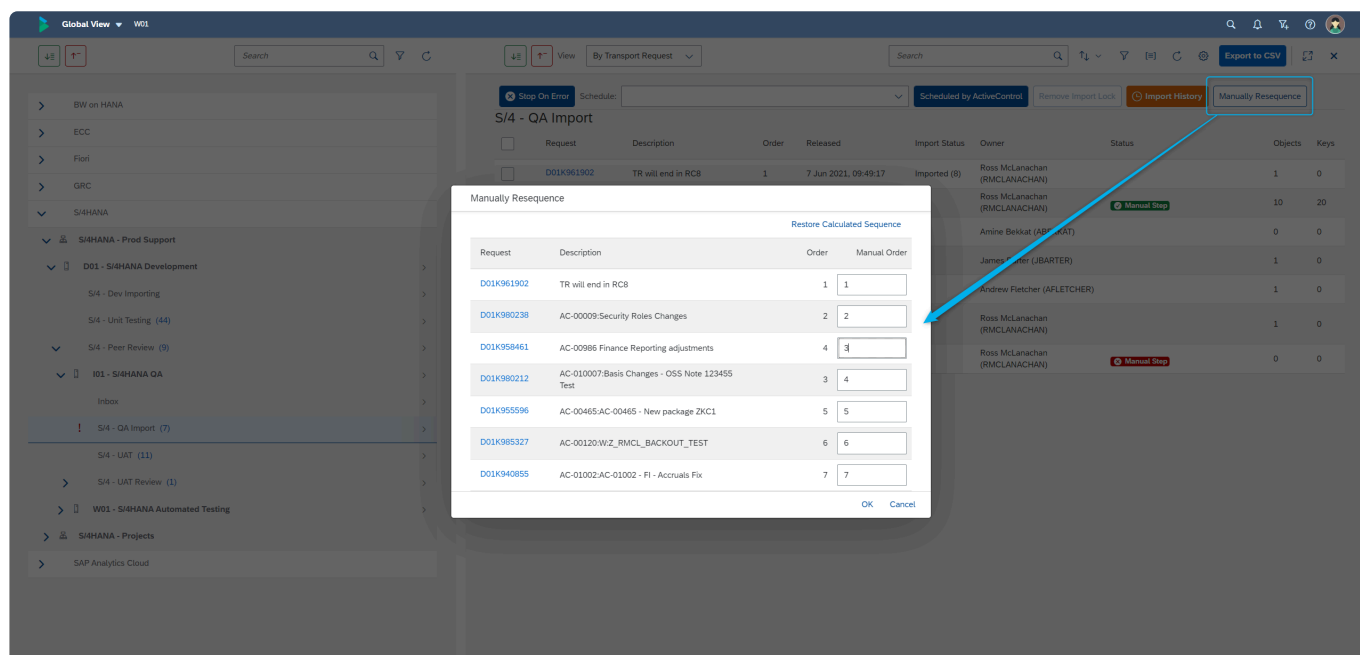 Global View W01
Search
View By Transport Request
Search
Export to CSV
Stop On Error Schedule: Scheduled by ActiveControl Remove Import Lock Import History Manually Resequence
BW on HANA
ECC
Fiori
GRC
S/4HANA
S/4HANA - Prod Support
D01 - S/4HANA Development
S/4 - Dev Importing
S/4 - Unit Testing (44)
S/4 - Peer Review (9)
I01 - S/4HANA QA
Inbox
! S/4 - QA Import (7)
S/4 - UAT (11)
S/4 - UAT Review (1)
W01 - S/4HANA Automated Testing
S/4HANA - Projects
SAP Analytics Cloud
S/4 - QA Import
Request Description Order Released Import Status Owner Status Objects Keys
D01K961902 TR will end in RC8 1 7 Jun 2021, 09:49:17 Imported (8) Ross McLanachan 1 0
(RMCLANACHAN)
Ross McLanachan Manual Step 10 20
(RMCLANACHAN)
Amine Bekkat 0 0
James Barter (JBARTER) 1 0
Andrew Fletcher (AFLETCHER) 1 0
Ross McLanachan 1 0
(RMCLANACHAN)
Ross McLanachan Manual Step 0 0
(RMCLANACHAN)
Manually Resequence
Restore Calculated Sequence
Request Description Order Manual Order
D01K961902 TR will end in RC8 1 1
D01K980238 AC-00009:Security Roles Changes 2 2
D01K958461 AC-00986 Finance Reporting adjustments 4 3
D01K980212 AC-010007:Basis Changes - OSS Note 123455 3 4
Test
D01K955596 AC-00465:AC-00465 - New package ZKC1 5 5
D01K985327 AC-00120:W:Z_RMCL_BACKOUT_TEST 6 6
D01K940855 AC-01002:AC-01002 - FI - Accruals Fix 7 7
OK Cancel